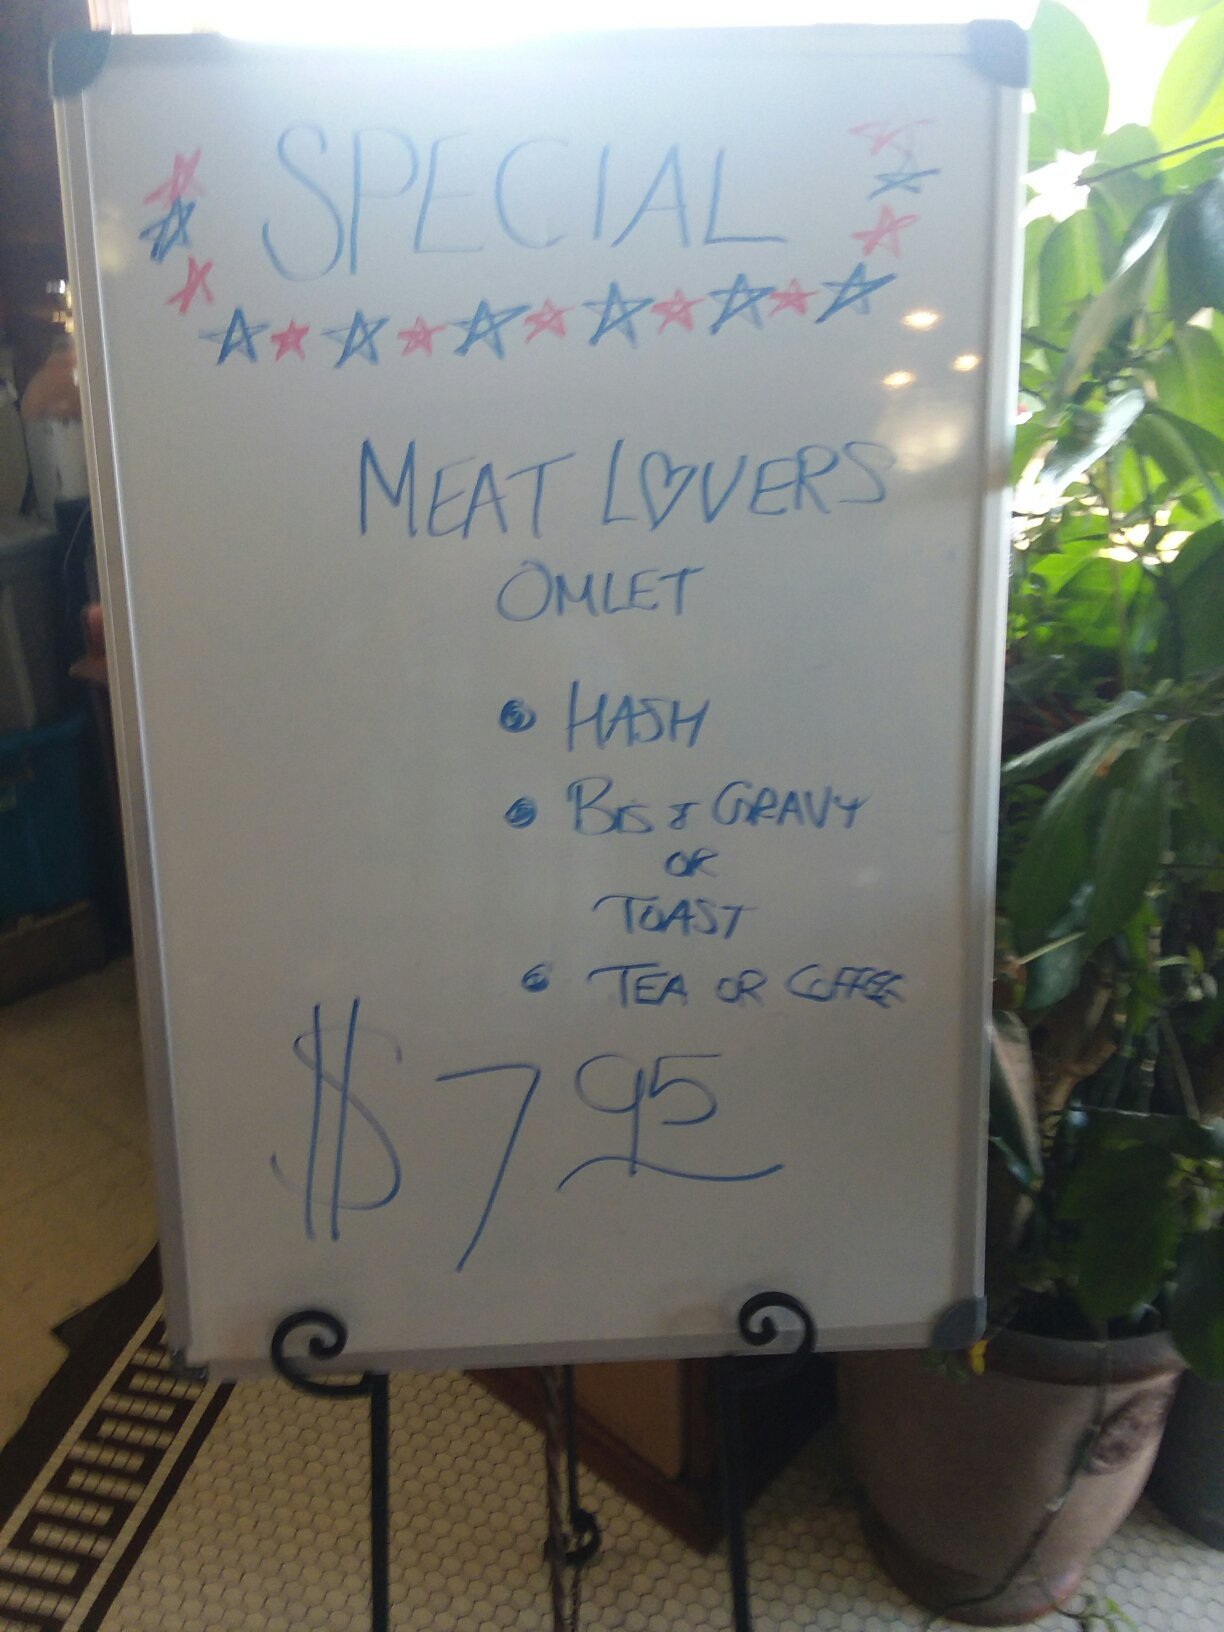 SPECIAL
MEAT LOVERS
OMLET
• HASH
• BIS & GRAVY
OR
TOAST
• TEA OR COFFEE
$7 95